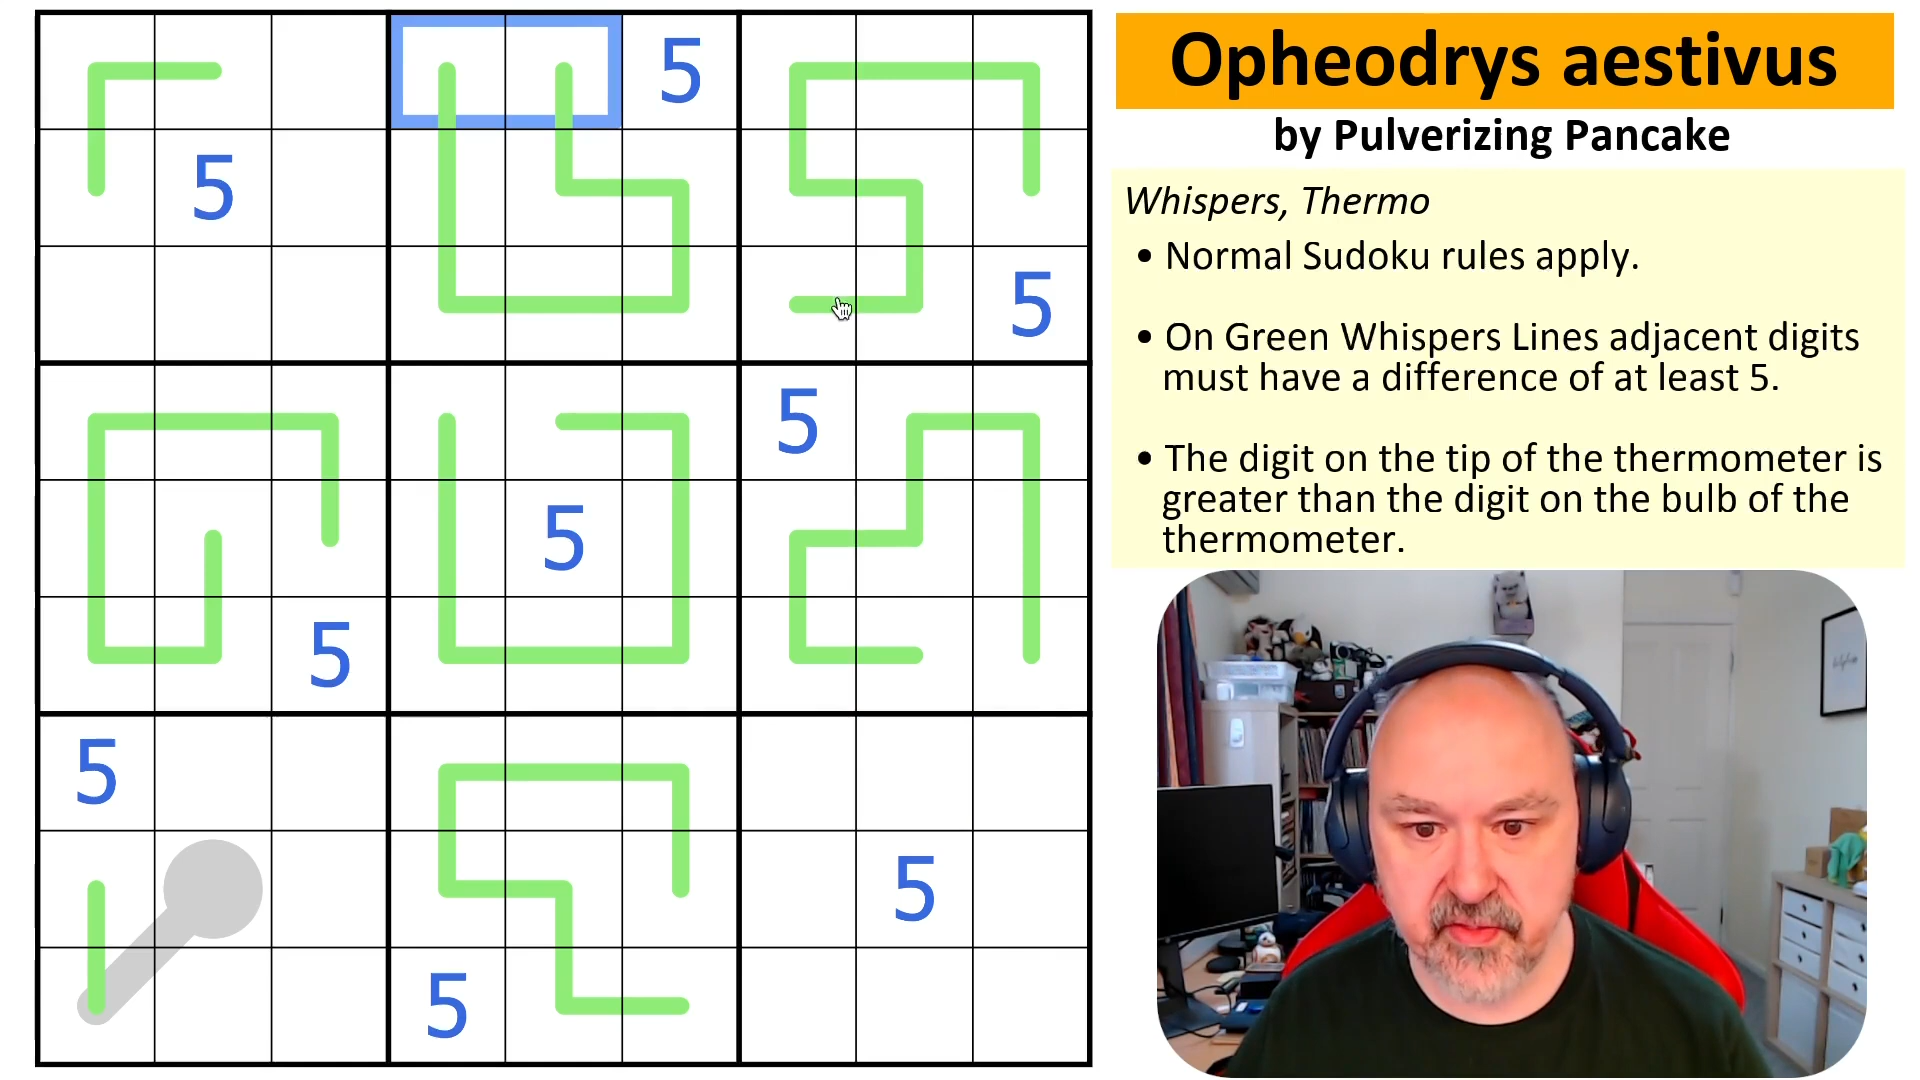 Opheodrys aestivus
by Pulverizing Pancake
Whispers, Thermo
• Normal Sudoku rules apply.
• On Green Whispers Lines adjacent digits
must have a difference of at least 5.
• The digit on the tip of the thermometer is
greater than the digit on the bulb of the
thermometer.
5
5
5
5
5
5
5
5
5